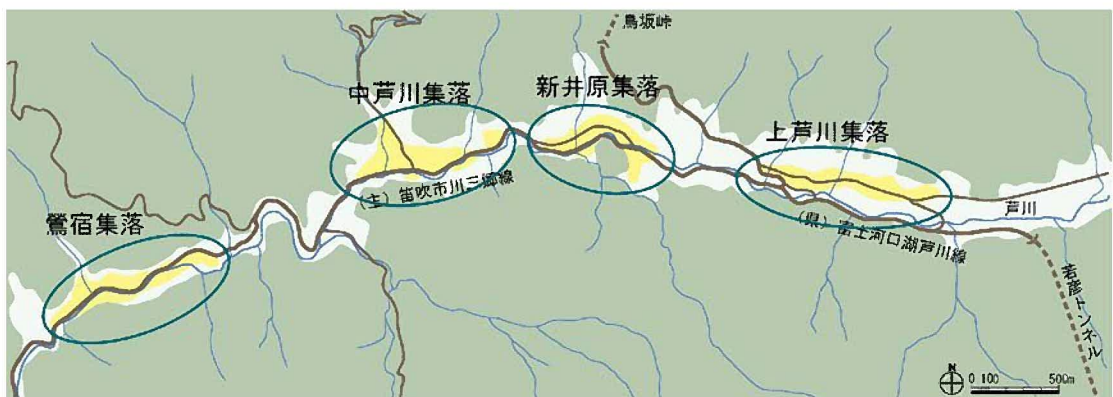 鳥坂峠
新井原集落
中芦川集落
上芦川集落
(主)笛吹市川三郷線
芦川
鶯宿集落
(県)富士河口湖芦川線
若彦トンネル
N
0 100 500m